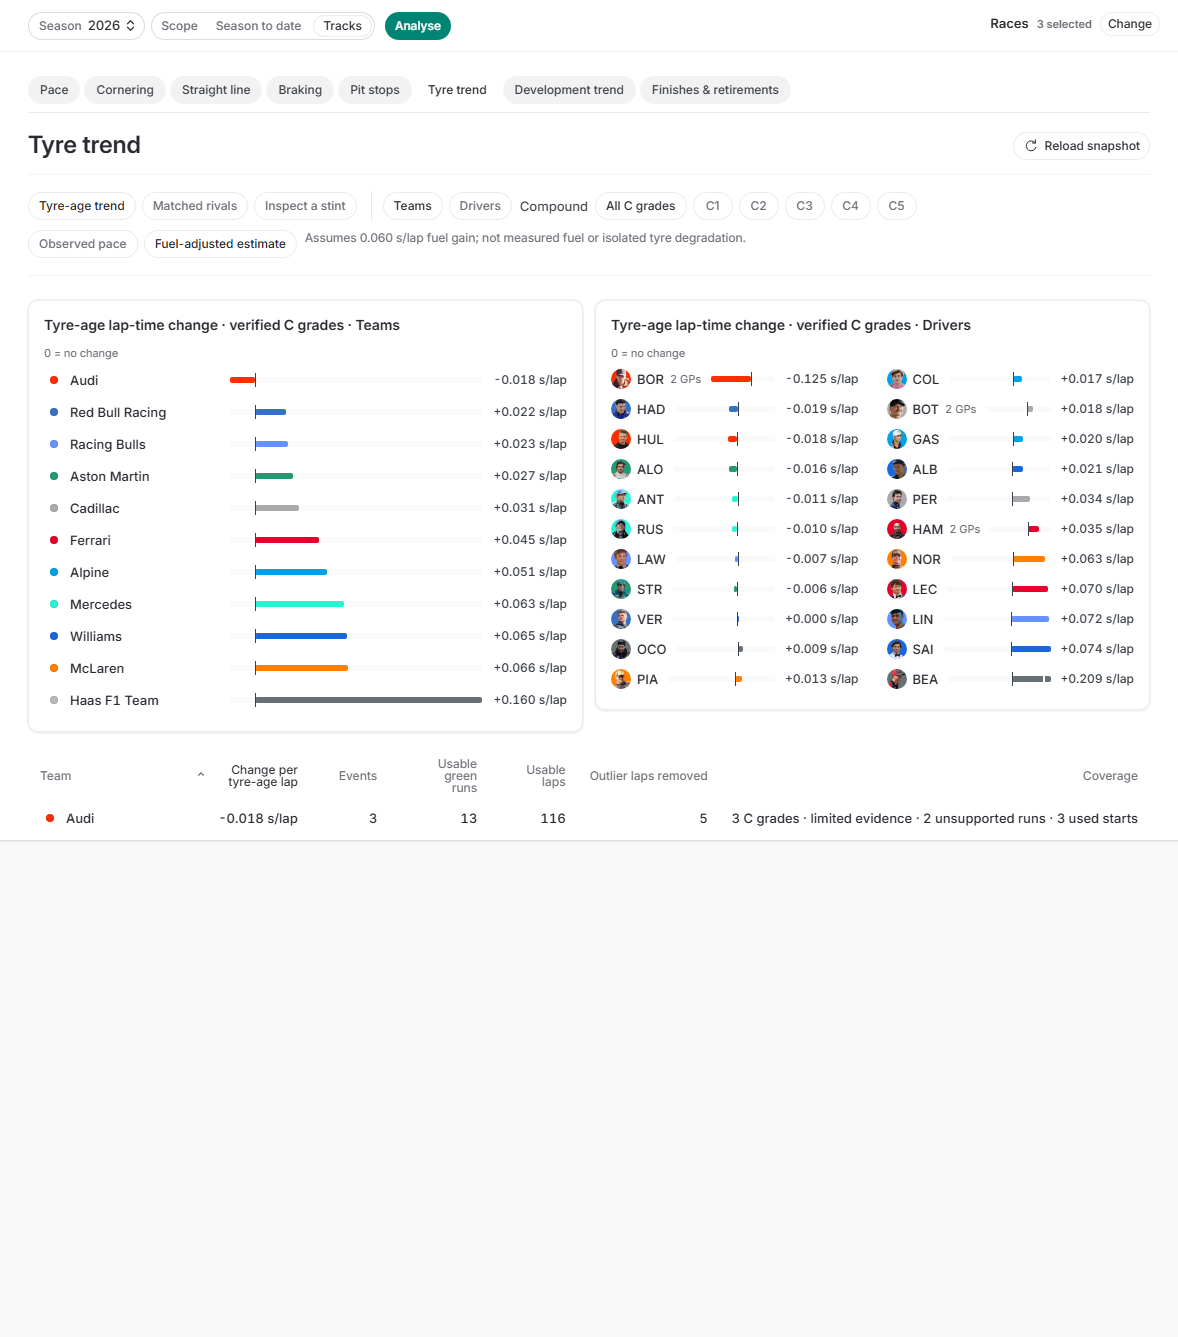 Season 2026
Scope Season to date Tracks
Analyse
Races 3 selected Change
Pace Cornering Straight line Braking Pit stops Tyre trend Development trend Finishes & retirements
Tyre trend
Reload snapshot
Tyre-age trend Matched rivals Inspect a stint Teams Drivers Compound All C grades C1 C2 C3 C4 C5
Observed pace Fuel-adjusted estimate Assumes 0.060 s/lap fuel gain; not measured fuel or isolated tyre degradation.
Tyre-age lap-time change · verified C grades · Teams
0 = no change
Audi -0.018 s/lap
Red Bull Racing +0.022 s/lap
Racing Bulls +0.023 s/lap
Aston Martin +0.027 s/lap
Cadillac +0.031 s/lap
Ferrari +0.045 s/lap
Alpine +0.051 s/lap
Mercedes +0.063 s/lap
Williams +0.065 s/lap
McLaren +0.066 s/lap
Haas F1 Team +0.160 s/lap
Tyre-age lap-time change · verified C grades · Drivers
0 = no change
BOR 2 GPs -0.125 s/lap
HAD -0.019 s/lap
HUL -0.018 s/lap
ALO -0.016 s/lap
ANT -0.011 s/lap
RUS -0.010 s/lap
LAW -0.007 s/lap
STR -0.006 s/lap
VER +0.000 s/lap
OCO +0.009 s/lap
PIA +0.013 s/lap
COL +0.017 s/lap
BOT 2 GPs +0.018 s/lap
GAS +0.020 s/lap
ALB +0.021 s/lap
PER +0.034 s/lap
HAM 2 GPs +0.035 s/lap
NOR +0.063 s/lap
LEC +0.070 s/lap
LIN +0.072 s/lap
SAI +0.074 s/lap
BEA +0.209 s/lap
Team
Change per
tyre-age lap
Events
Usable
green
runs
Usable
laps
Outlier laps removed
Coverage
Audi -0.018 s/lap 3 13 116 5 3 C grades · limited evidence · 2 unsupported runs · 3 used starts